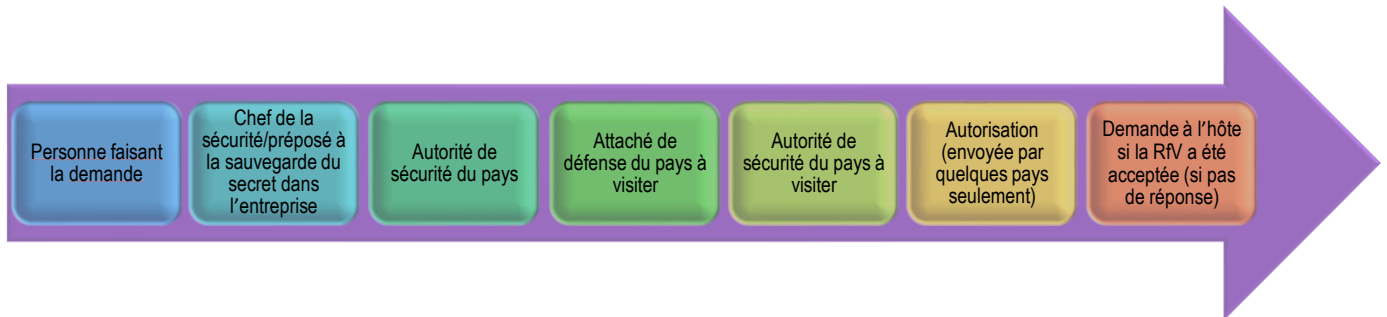 Personne faisant
la demande
Chef de la
sécurité/préposé à
la sauvegarde du
secret dans
l’entreprise
Autorité de
sécurité du pays
Attaché de
défense du pays à
visiter
Autorité de
sécurité du pays à
visiter
Autorisation
(envoyée par
quelques pays
seulement)
Demande à l’hôte
si la RfV a été
acceptée (si pas
de réponse)